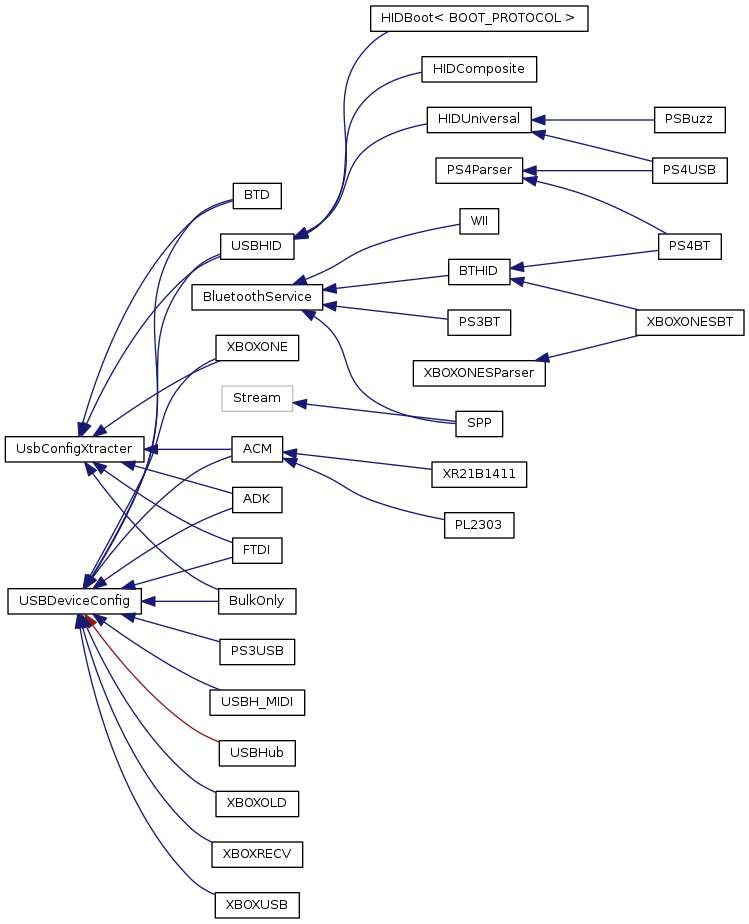 HIDBoot< BOOT_PROTOCOL >
HIDComposite
HIDUniversal
PSBuzz
PS4Parser
PS4USB
BTD
WII
USBHID
PS4BT
BTHID
BluetoothService
PS3BT
XBOXONESBT
XBOXONE
XBOXONESParser
Stream
SPP
UsbConfigXtracter
ACM
XR21B1411
ADK
PL2303
FTDI
USBDeviceConfig
BulkOnly
PS3USB
USBH_MIDI
USBHub
XBOXOLD
XBOXRECV
XBOXUSB